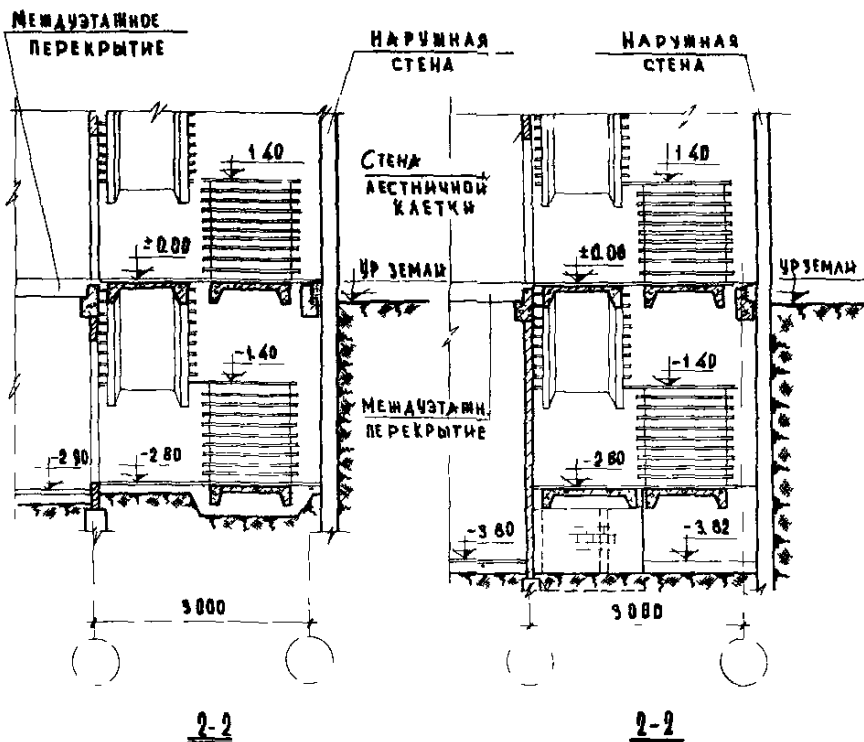 МЕЖДУЭТАЖНОЕ
ПЕРЕКРЫТИЕ
НАРУЖНАЯ
СТЕНА
НАРУЖНАЯ
СТЕНА
1.40
СТЕНА
ЛЕСТНИЧНОЙ
КЛЕТКИ
1.40
±0.00
УР ЗЕМЛИ
±0.00
УР ЗЕМЛИ
-1.40
-1.40
МЕЖДУЭТАЖН.
ПЕРЕКРЫТИЕ
-2.80
-2.80
-2.80
-3.80
-3.82
3000
3000
2-2
2-2